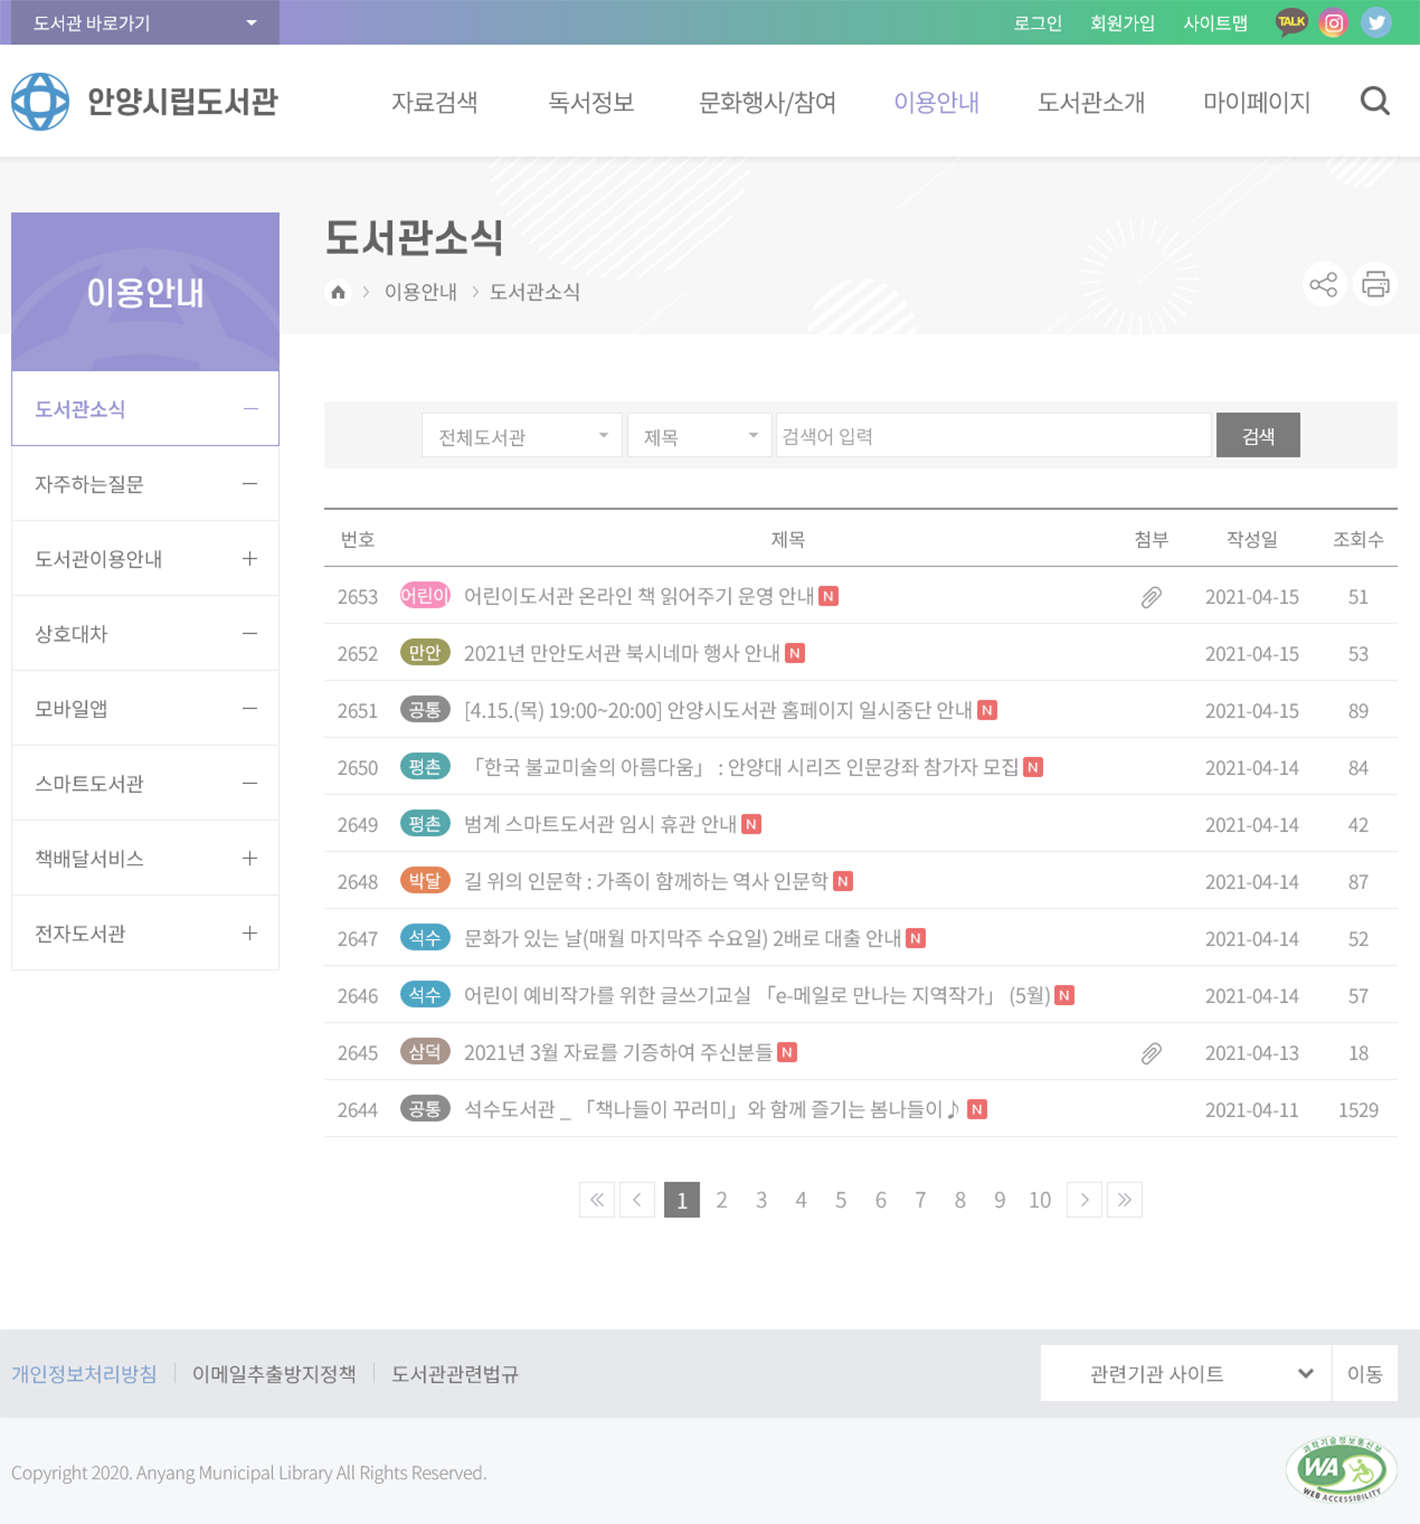 도서관 바로가기
로그인 회원가입 사이트맵 TALK
안양시립도서관 자료검색 독서정보 문화행사/참여 이용안내 도서관소개 마이페이지
도서관소식
이용안내 도서관소식
이용안내
도서관소식
자주하는질문
도서관이용안내
상호대차
모바일앱
스마트도서관
책배달서비스
전자도서관
전체도서관 제목 검색어 입력 검색
번호 제목 첨부 작성일 조회수
2653 어린이 어린이도서관 온라인 책 읽어주기 운영 안내 N 2021-04-15 51
2652 만안 2021년 만안도서관 북시네마 행사 안내 N 2021-04-15 53
2651 공통 [4.15.(목) 19:00~20:00] 안양시도서관 홈페이지 일시중단 안내 N 2021-04-15 89
2650 평촌 「한국 불교미술의 아름다움」 : 안양대 시리즈 인문강좌 참가자 모집 N 2021-04-14 84
2649 평촌 범계 스마트도서관 임시 휴관 안내 N 2021-04-14 42
2648 박달 길 위의 인문학 : 가족이 함께하는 역사 인문학 N 2021-04-14 87
2647 석수 문화가 있는 날(매월 마지막주 수요일) 2배로 대출 안내 N 2021-04-14 52
2646 석수 어린이 예비작가를 위한 글쓰기교실 「e-메일로 만나는 지역작가」 (5월) N 2021-04-14 57
2645 삼덕 2021년 3월 자료를 기증하여 주신분들 N 2021-04-13 18
2644 공통 석수도서관 _ 「책나들이 꾸러미」와 함께 즐기는 봄나들이♪ N 2021-04-11 1529
« < 1 2 3 4 5 6 7 8 9 10 > »
개인정보처리방침 이메일추출방지정책 도서관관련법규 관련기관 사이트 이동
Copyright 2020. Anyang Municipal Library All Rights Reserved.
과학기술정보통신부
WA
WEB ACCESSIBILITY